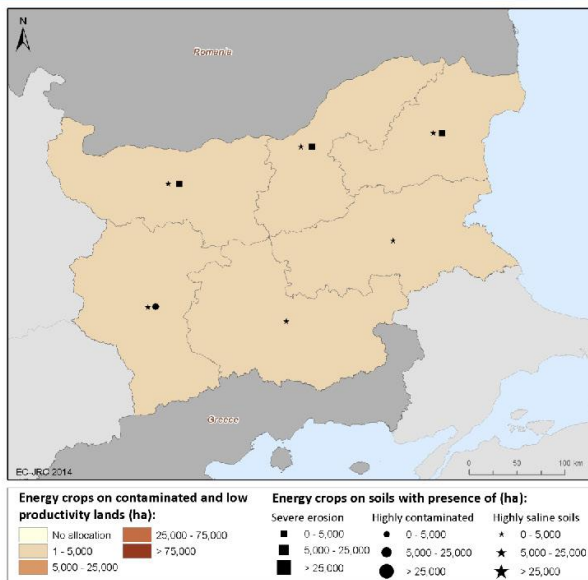 N
Romania
Greece
EC-JRC 2014
0 50 100 km
Energy crops on contaminated and low
productivity lands (ha):
No allocation
1 - 5,000
5,000 - 25,000
25,000 - 75,000
> 75,000
Energy crops on soils with presence of (ha):
Severe erosion
0 - 5,000
5,000 - 25,000
> 25 000
Highly contaminated
0 - 5,000
5,000 - 25,000
> 25 000
Highly saline soils
0 - 5,000
5,000 - 25,000
> 25,000